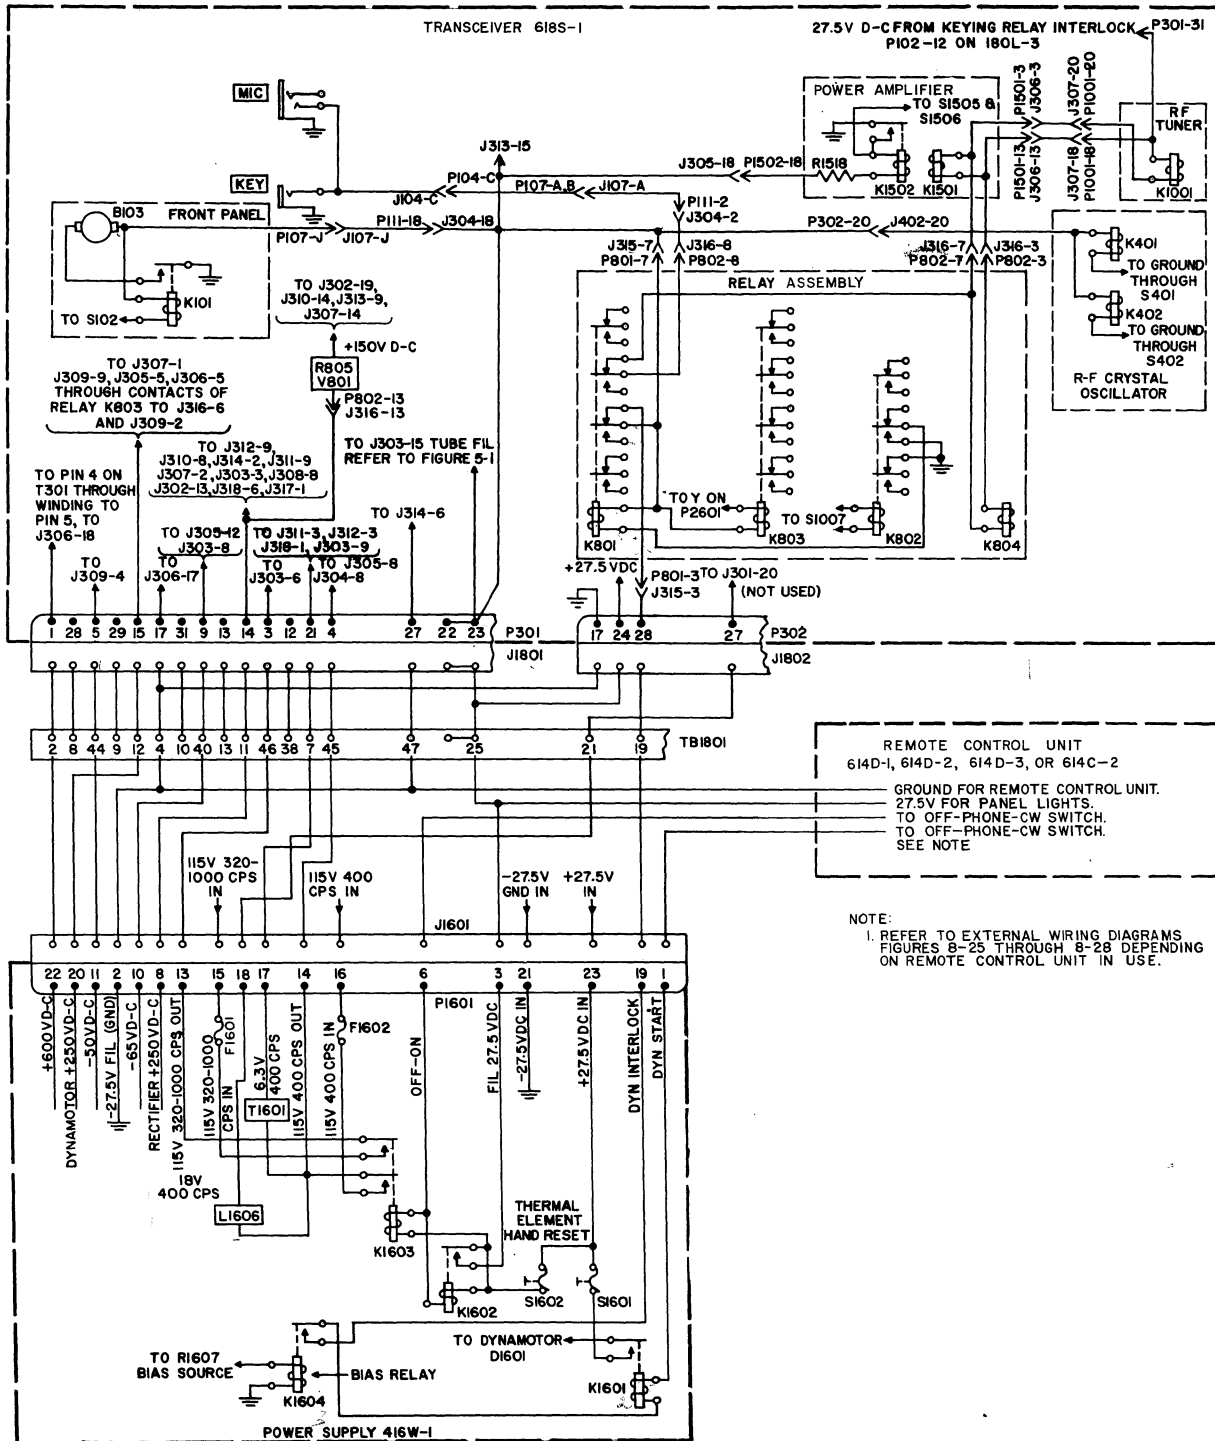 TRANSCEIVER 618S-1
27.5V D-C FROM KEYING RELAY INTERLOCK
P102-12 ON 180L-3
P301-31
MIC
KEY
POWER AMPLIFIER
TO S1505 &
S1506
P1501-3
J306-3
J307-20
P1001-20
RF
TUNER
J313-15
J305-18
P1502-18
R1518
K1502
K1501
P1501-13
J306-13
J307-18
P1001-18
K1001
P104-C
J104-C
P107-A,B
J107-A
P111-2
J304-2
B103
FRONT PANEL
P107-J
J107-J
P111-18
J304-18
P302-20
J402-20
J315-7
P801-7
J316-8
P802-8
J316-7
P802-7
J316-3
P802-3
K401
TO GROUND
THROUGH
S401
K402
TO GROUND
THROUGH
S402
R-F CRYSTAL
OSCILLATOR
K101
TO S102
TO J302-19,
J310-14,J313-9,
J307-14
+150V D-C
R805
V801
P802-13
J316-13
RELAY ASSEMBLY
TO J307-1
J309-9,J305-5,J306-5
THROUGH CONTACTS OF
RELAY K803 TO J316-6
AND J309-2
TO J312-9,
J310-8,J314-2,J311-9
J307-2,J303-3,J308-8
J302-13,J318-6,J317-1
TO J303-15 TUBE FIL
REFER TO FIGURE 5-1
TO PIN 4 ON
T301 THROUGH
WINDING TO
PIN 5, TO
J306-18
TO
J309-4
TO
J306-17
TO J305-12
J303-8
TO J311-3, J312-3
J318-1, J303-9
TO
J303-6
TO J305-8
J304-8
TO J314-6
K801
TO Y ON
P2601
K803
TO S1007
K802
K804
+27.5 VDC
P801-3
J315-3
TO J301-20
(NOT USED)
1 28 5 29 15 17 31 9 13 14 3 12 21 4 27 22 23
P301
J1801
17 24 28 27
P302
J1802
2 8 44 9 12 4 10 40 13 11 46 38 7 45 47 25 21 19
TB1801
REMOTE CONTROL UNIT
614D-1, 614D-2, 614D-3, OR 614C-2
GROUND FOR REMOTE CONTROL UNIT.
27.5V FOR PANEL LIGHTS.
TO OFF-PHONE-CW SWITCH.
TO OFF-PHONE-CW SWITCH.
SEE NOTE
115V 320-
1000 CPS
IN
115V 400
CPS IN
-27.5V
GND IN
+27.5V
IN
NOTE:
1. REFER TO EXTERNAL WIRING DIAGRAMS
FIGURES 8-25 THROUGH 8-28 DEPENDING
ON REMOTE CONTROL UNIT IN USE.
J1601
22 20 11 2 10 8 13 15 18 17 14 16 6 3 21 23 19 1
P1601
+600VD-C
DYNAMOTOR +250VD-C
-50VD-C
-27.5V FIL (GND)
-65VD-C
RECTIFIER +250VD-C
115V 320-1000 CPS OUT
115V 320-1000
CPS IN
F1601
6.3V
400 CPS
T1601
115V 400 CPS OUT
115V 400 CPS IN
F1602
OFF-ON
FIL 27.5VDC
-27.5VDC IN
+27.5VDC IN
DYN INTERLOCK
DYN START
18V
400 CPS
L1606
K1603
THERMAL
ELEMENT
HAND RESET
K1602
S1602
S1601
TO DYNAMOTOR
D1601
TO R1607
BIAS SOURCE
BIAS RELAY
K1604
K1601
POWER SUPPLY 416W-1